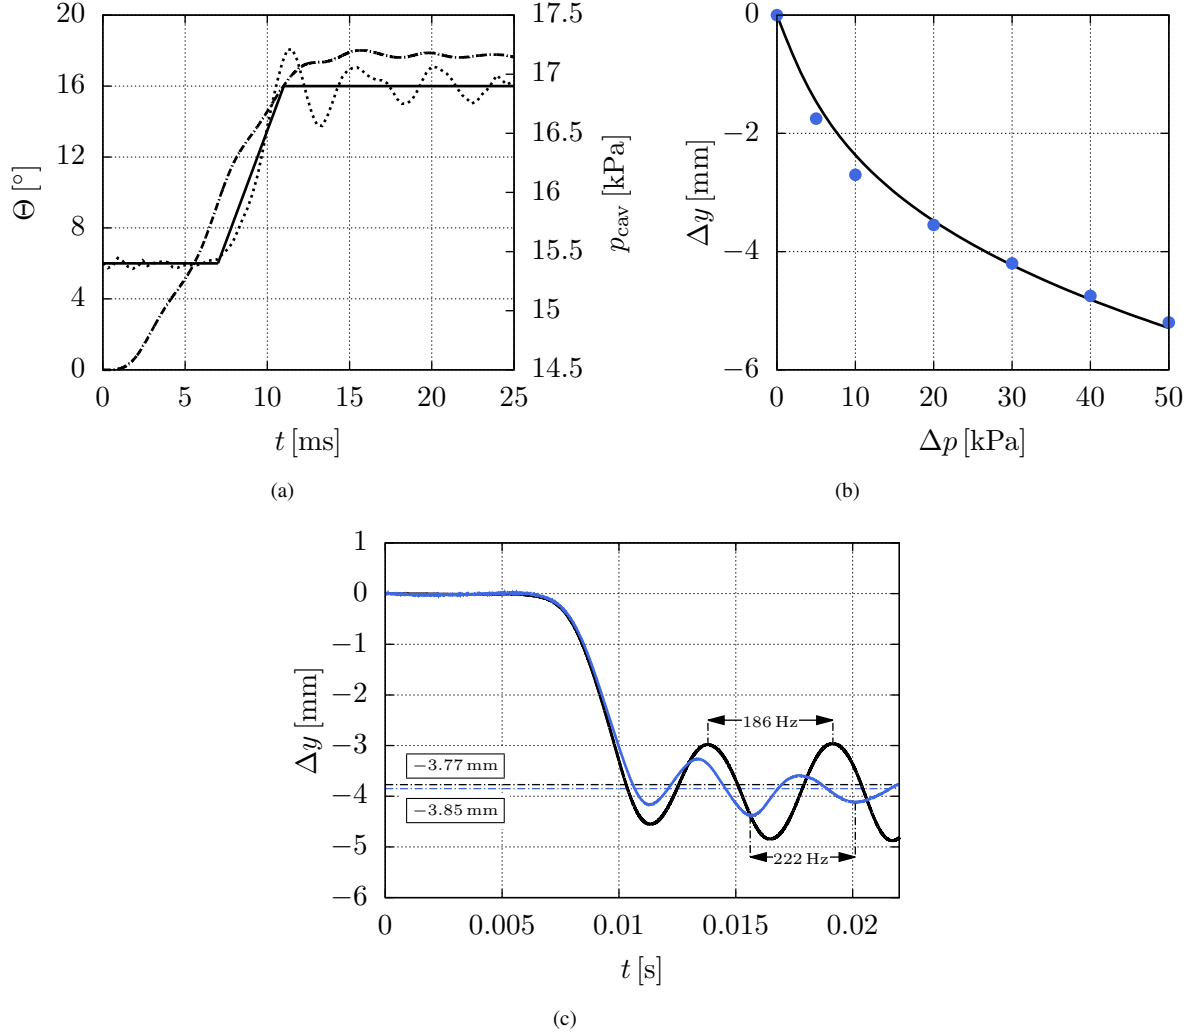 20
16
12
8
4
0
Θ [°]
17.5
17
16.5
16
15.5
15
14.5
p_cav [kPa]
0 5 10 15 20 25
t [ms]
(a)
0
−2
−4
−6
Δy [mm]
0 10 20 30 40 50
Δp [kPa]
(b)
1
0
−1
−2
−3
−4
−5
−6
Δy [mm]
186 Hz
−3.77 mm
−3.85 mm
222 Hz
0 0.005 0.01 0.015 0.02
t [s]
(c)